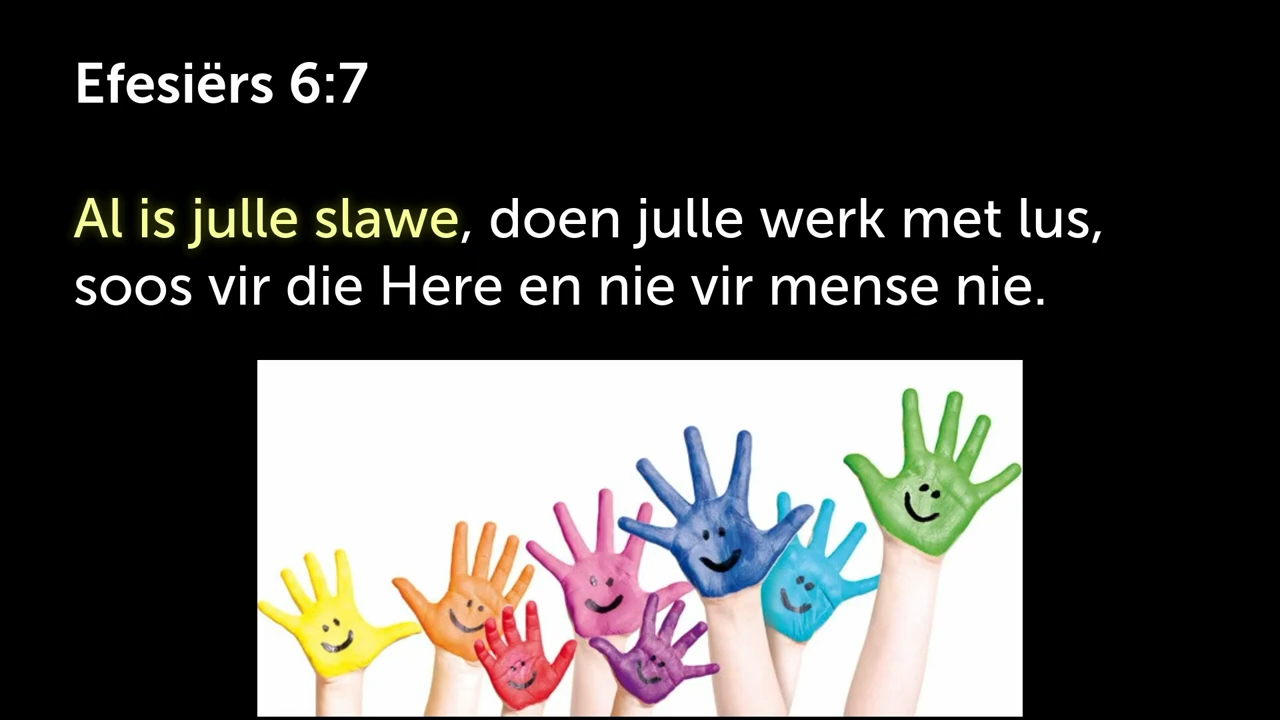 Efesiërs 6:7
Al is julle slawe, doen julle werk met lus,
soos vir die Here en nie vir mense nie.